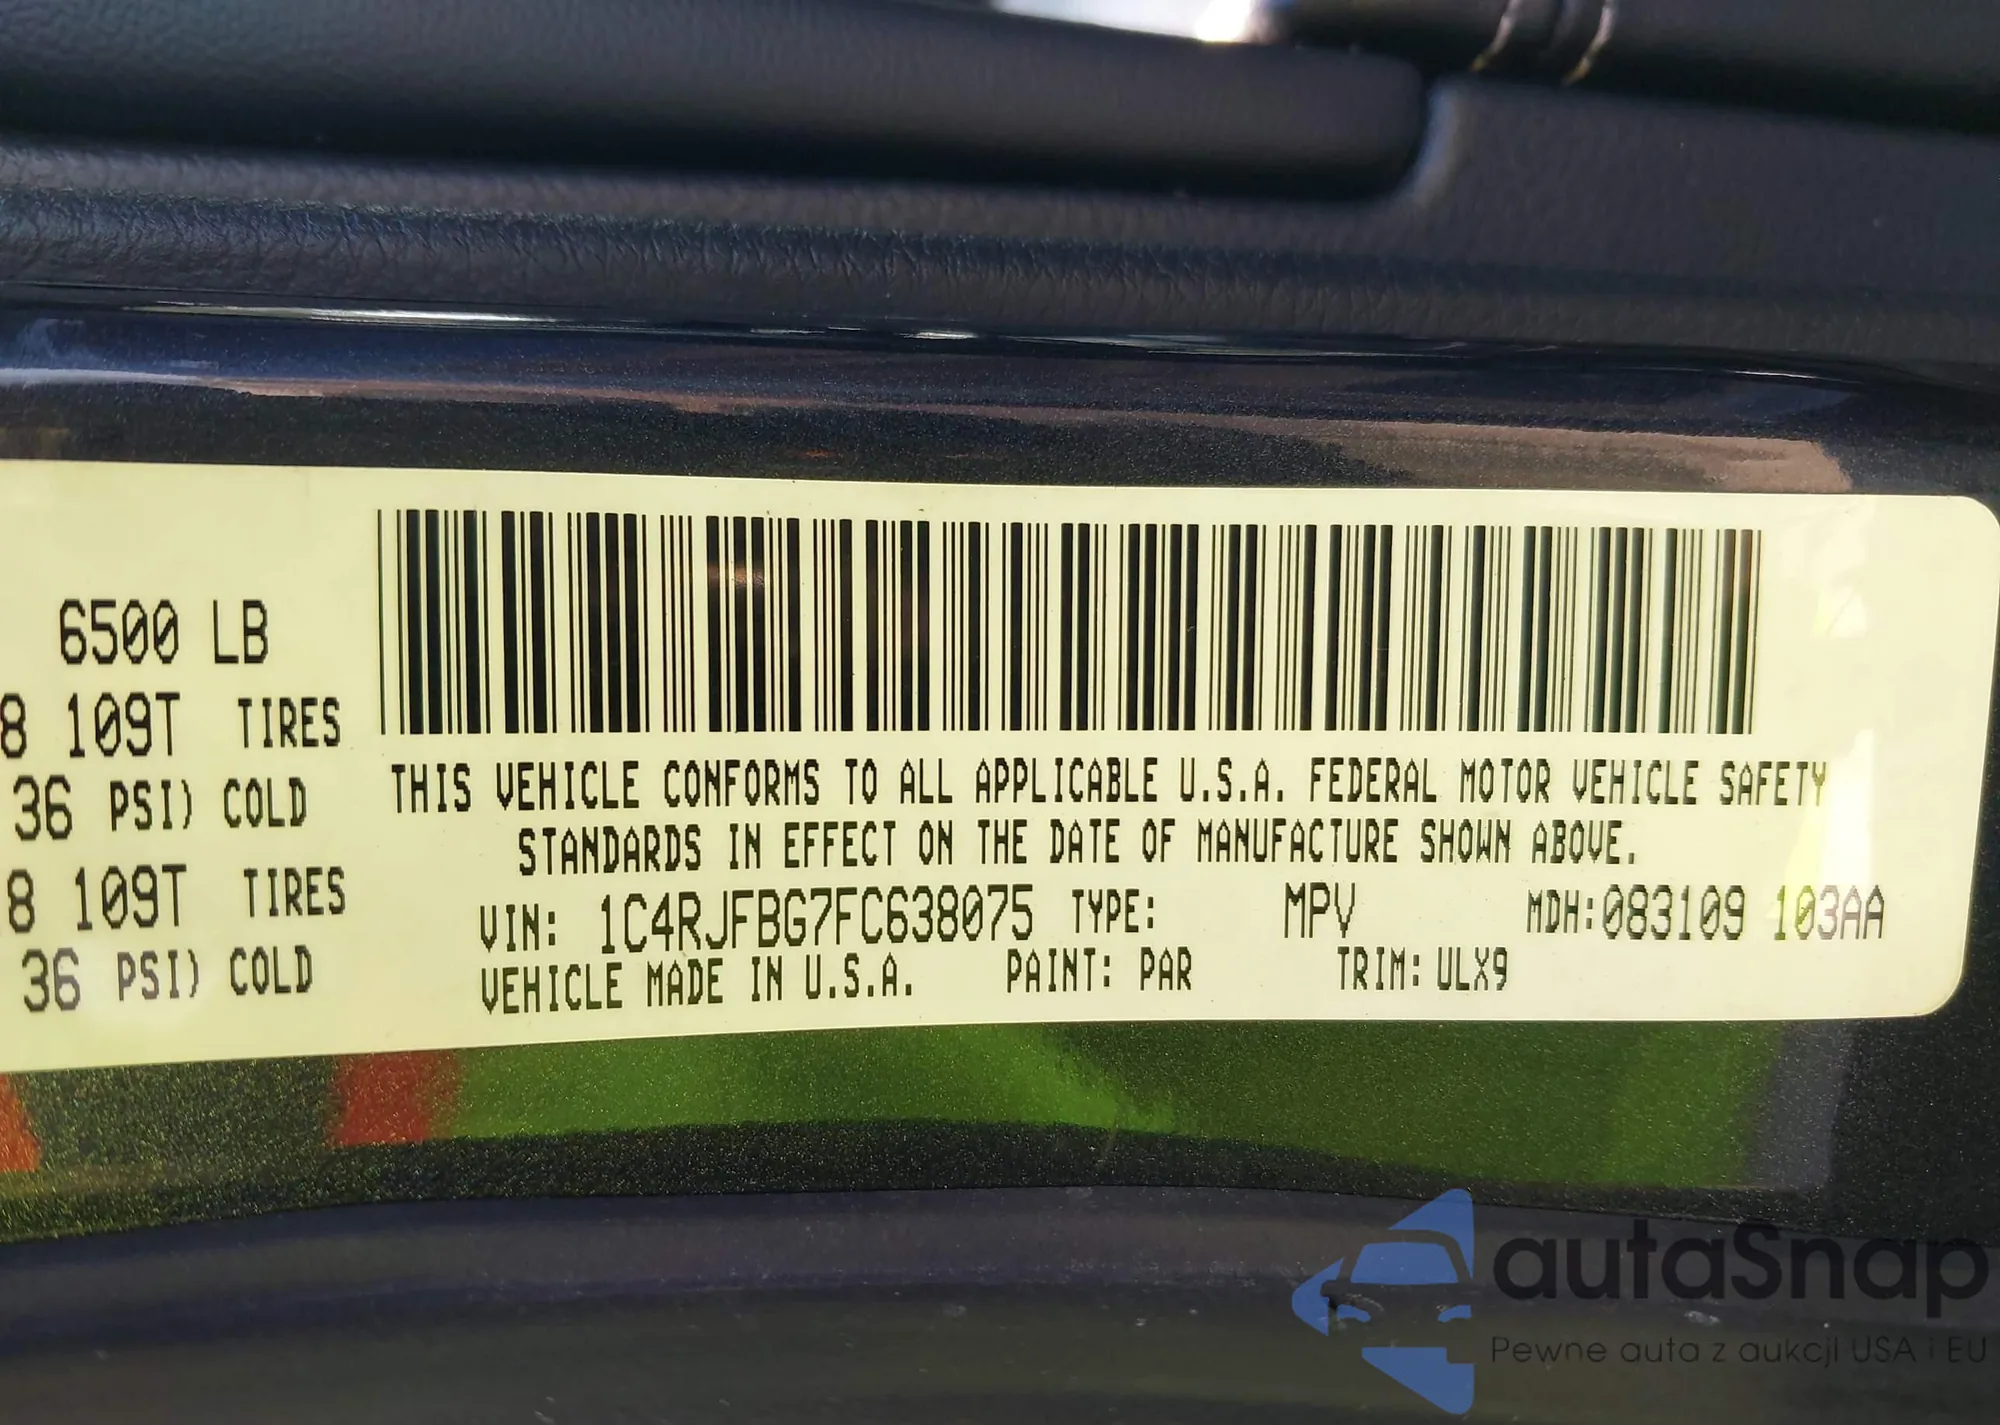 6500 LB
8 109T TIRES
36 PSI) COLD
8 109T TIRES
36 PSI) COLD
THIS VEHICLE CONFORMS TO ALL APPLICABLE U.S.A. FEDERAL MOTOR VEHICLE SAFETY
STANDARDS IN EFFECT ON THE DATE OF MANUFACTURE SHOWN ABOVE.
VIN: 1C4RJFBG7FC638075 TYPE: MPV MDH:083109 103AA
VEHICLE MADE IN U.S.A. PAINT: PAR TRIM: ULX9
autaSnap
Pewne auta z aukcji USA i EU